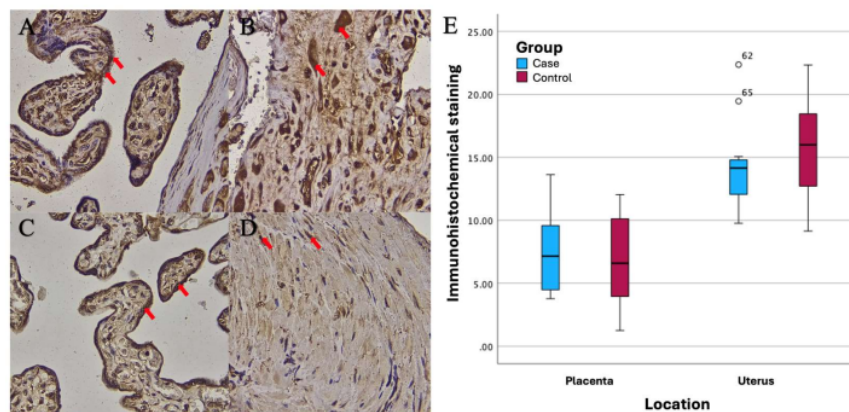 A
B
C
D
E
Group
Case
Control
Immunohistochemical staining
25.00
20.00
15.00
10.00
5.00
.00
62
65
Placenta
Uterus
Location